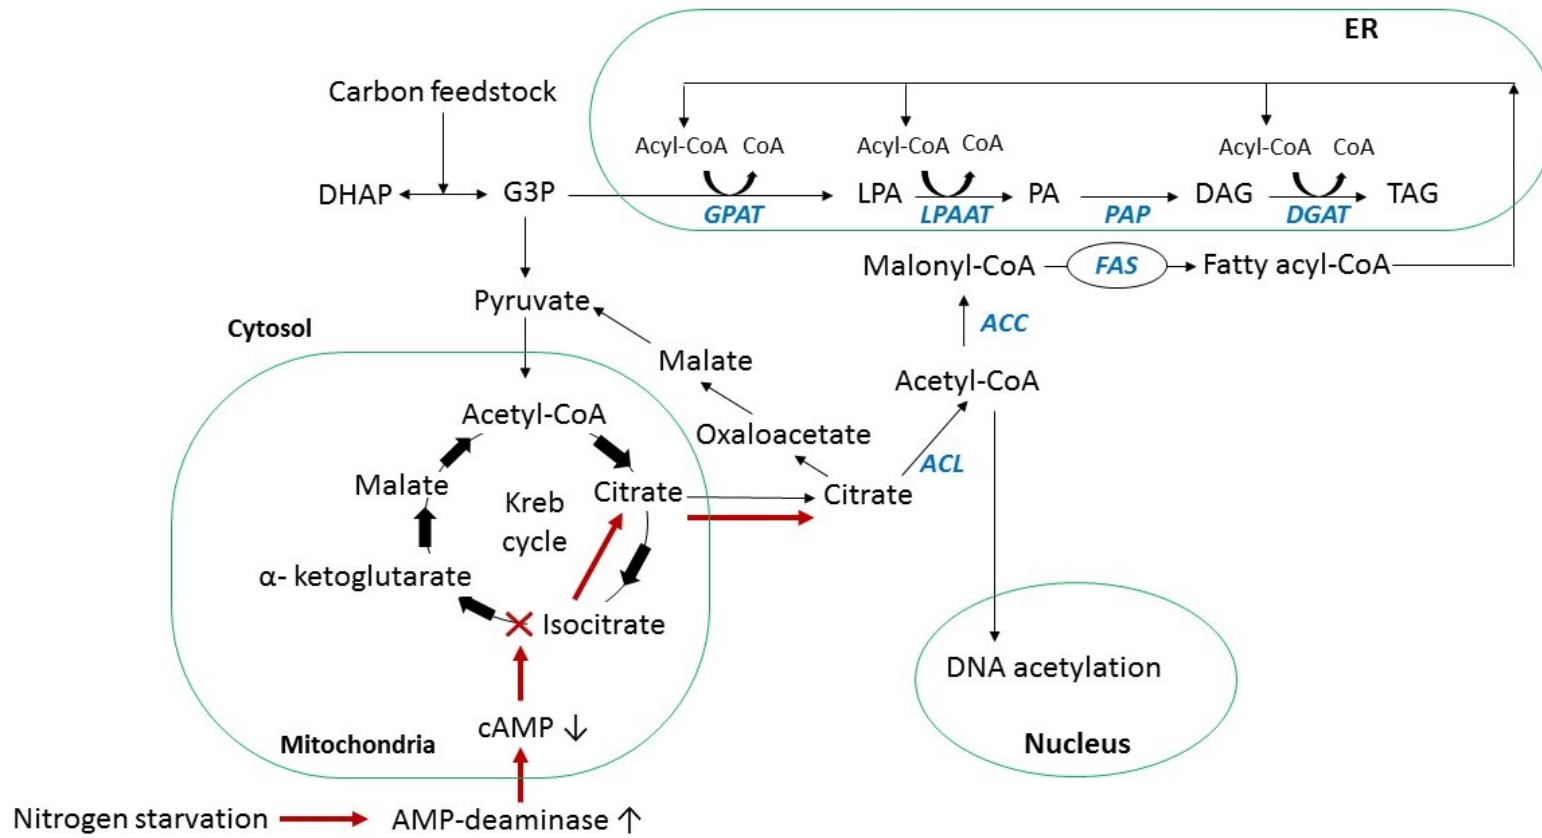 ER
Carbon feedstock
Acyl-CoA CoA
Acyl-CoA CoA
Acyl-CoA CoA
DHAP
G3P
GPAT
LPA
LPAAT
PA
PAP
DAG
DGAT
TAG
Malonyl-CoA
FAS
Fatty acyl-CoA
Pyruvate
Cytosol
ACC
Malate
Acetyl-CoA
Acetyl-CoA
Oxaloacetate
ACL
Malate
Citrate
Citrate
Kreb
cycle
α- ketoglutarate
Isocitrate
DNA acetylation
cAMP ↓
Mitochondria
Nucleus
Nitrogen starvation
AMP-deaminase ↑